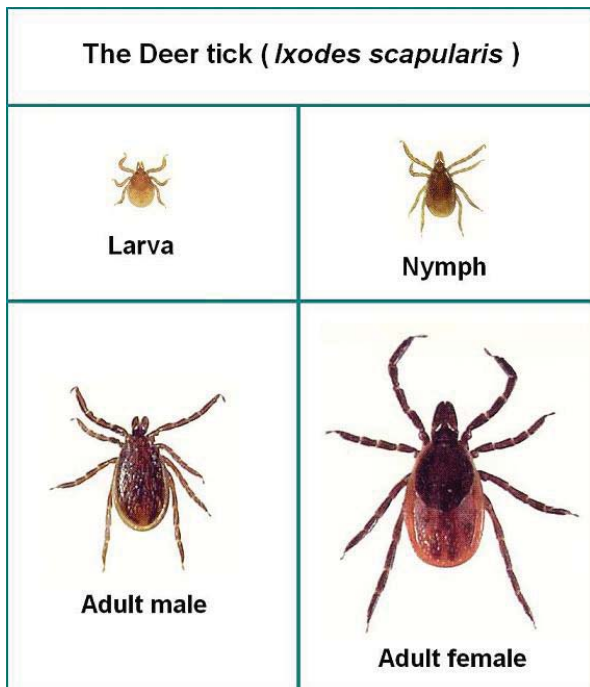 The Deer tick ( Ixodes scapularis )
Larva
Nymph
Adult male
Adult female